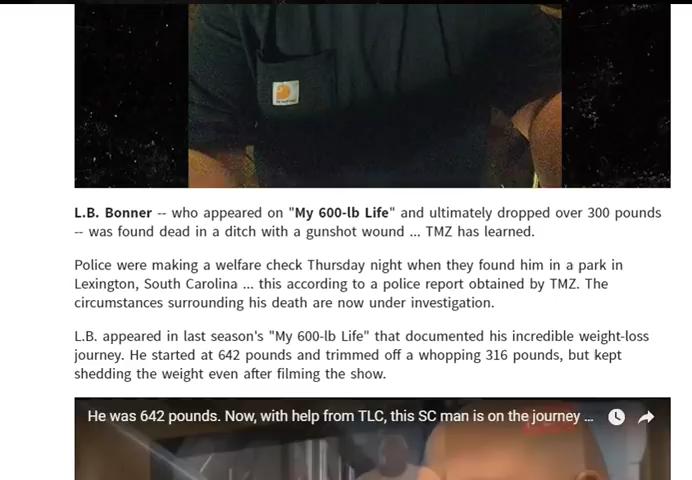 L.B. Bonner -- who appeared on "My 600-lb Life" and ultimately dropped over 300 pounds
-- was found dead in a ditch with a gunshot wound ... TMZ has learned.
Police were making a welfare check Thursday night when they found him in a park in
Lexington, South Carolina ... this according to a police report obtained by TMZ. The
circumstances surrounding his death are now under investigation.
L.B. appeared in last season's "My 600-lb Life" that documented his incredible weight-loss
journey. He started at 642 pounds and trimmed off a whopping 316 pounds, but kept
shedding the weight even after filming the show.
He was 642 pounds. Now, with help from TLC, this SC man is on the journey ...